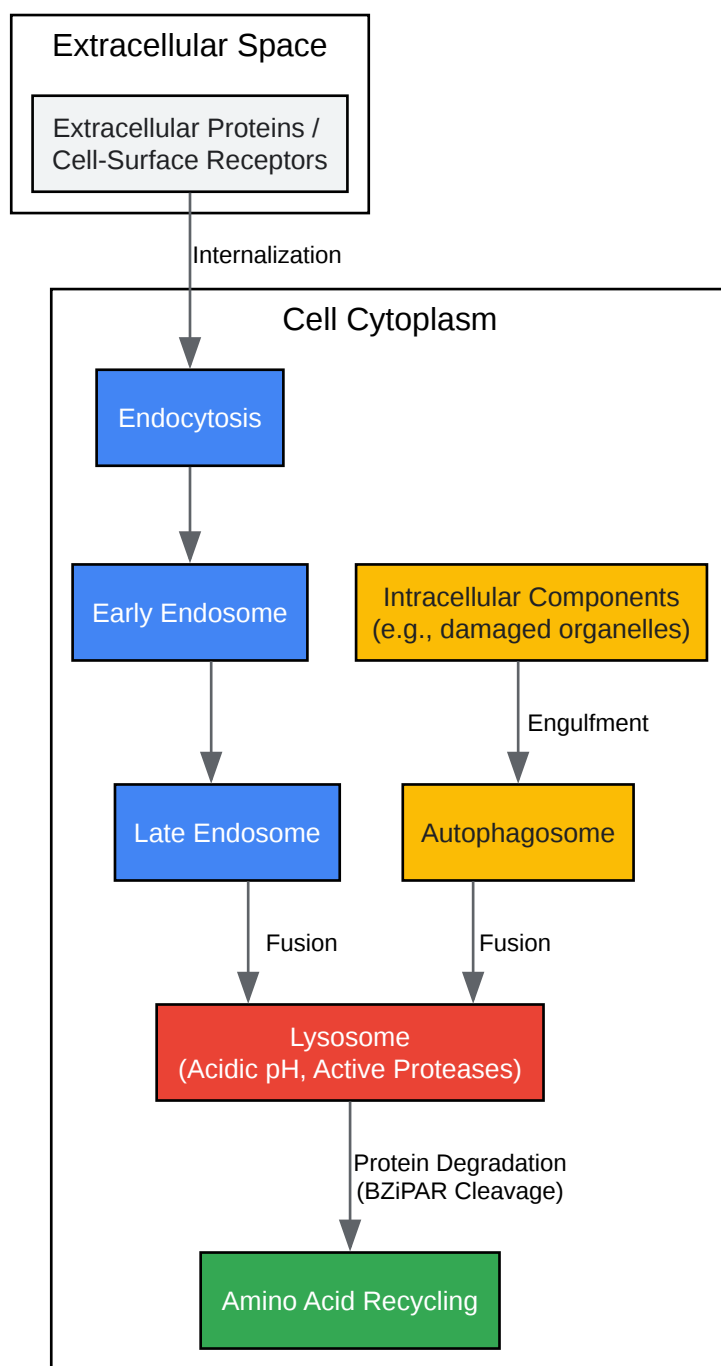 Extracellular Space
Extracellular Proteins /
Cell-Surface Receptors
Internalization
Cell Cytoplasm
Endocytosis
Early Endosome
Intracellular Components
(e.g., damaged organelles)
Engulfment
Late Endosome
Autophagosome
Fusion
Fusion
Lysosome
(Acidic pH, Active Proteases)
Protein Degradation
(BZiPAR Cleavage)
Amino Acid Recycling